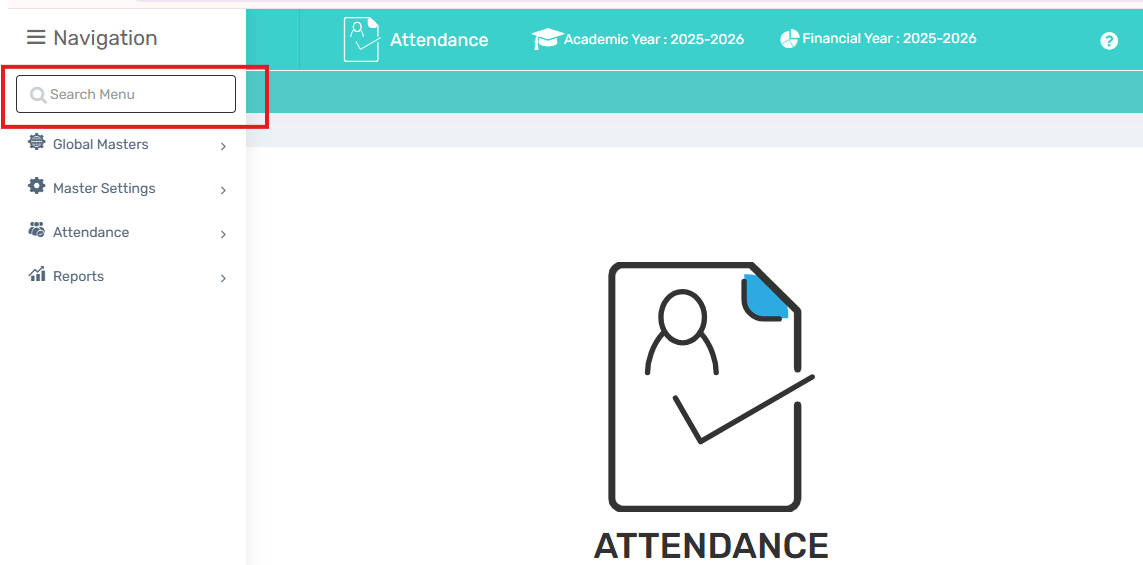 Navigation
Attendance
Academic Year : 2025-2026
Financial Year : 2025-2026
?
Search Menu
Global Masters
Master Settings
Attendance
Reports
ATTENDANCE